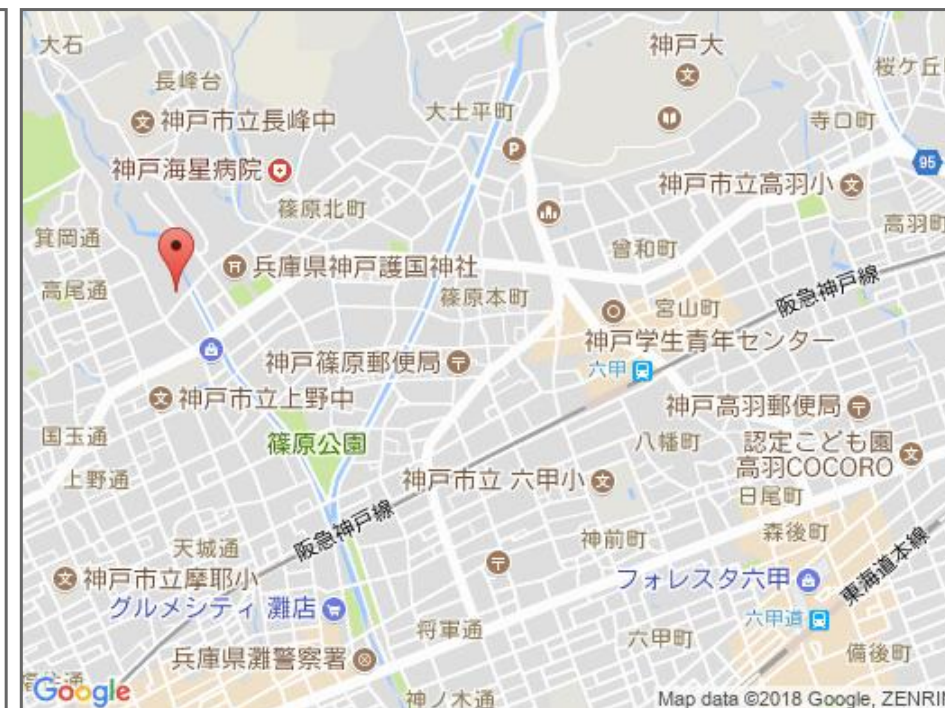 大石
神戸大
桜ケ丘
長峰台
大土平町
神戸市立長峰中
寺口町
P
95
神戸海星病院
神戸市立高羽小
篠原北町
高羽町
箕岡通
曾和町
兵庫県神戸護国神社
阪急神戸線
高尾通
篠原本町
宮山町
神戸学生青年センター
神戸篠原郵便局
六甲
神戸市立上野中
神戸高羽郵便局
国玉通
篠原公園
八幡町
認定こども園
高羽COCORO
上野通
神戸市立 六甲小
日尾町
阪急神戸線
森後町
天城通
神前町
東海道本線
神戸市立摩耶小
フォレスタ六甲
グルメシティ 灘店
六甲道
将軍通
六甲町
備後町
兵庫県灘警察署
Google
神ノ木通
Map data ©2018 Google, ZENRIN